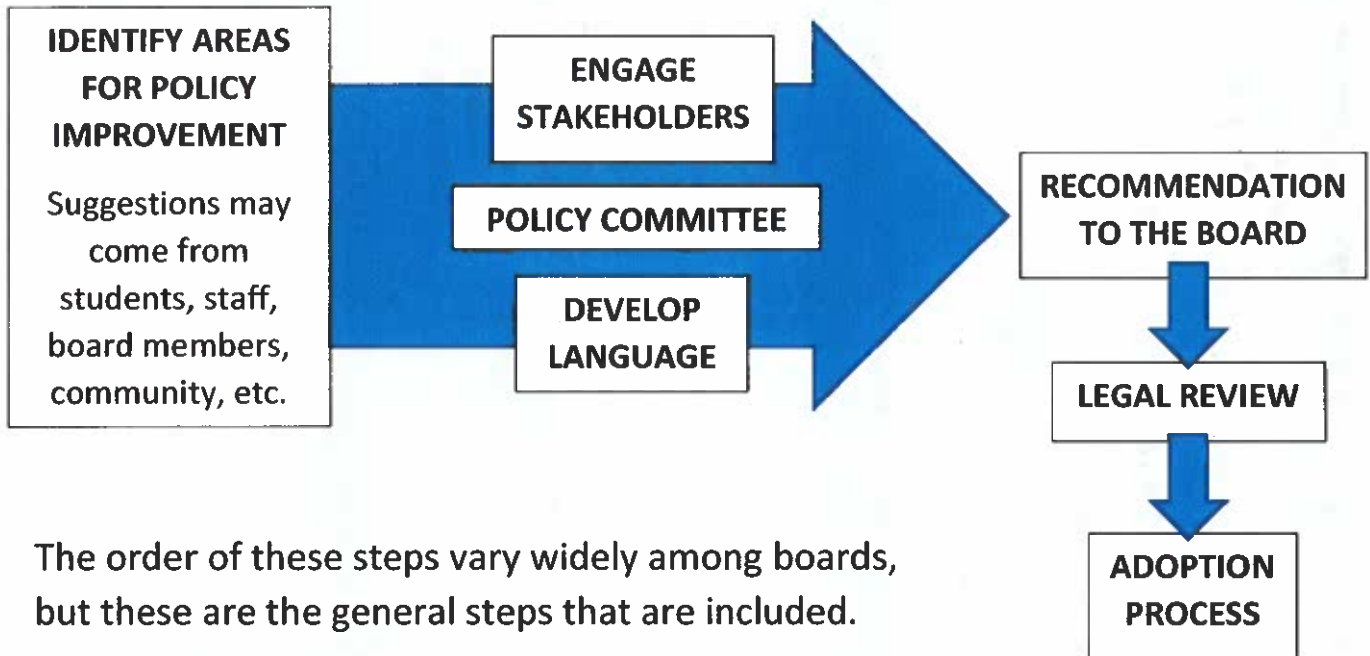 IDENTIFY AREAS
FOR POLICY
IMPROVEMENT
Suggestions may
come from
students, staff,
board members,
community, etc.
ENGAGE
STAKEHOLDERS
POLICY COMMITTEE
DEVELOP
LANGUAGE
RECOMMENDATION
TO THE BOARD
LEGAL REVIEW
ADOPTION
PROCESS
The order of these steps vary widely among boards,
but these are the general steps that are included.